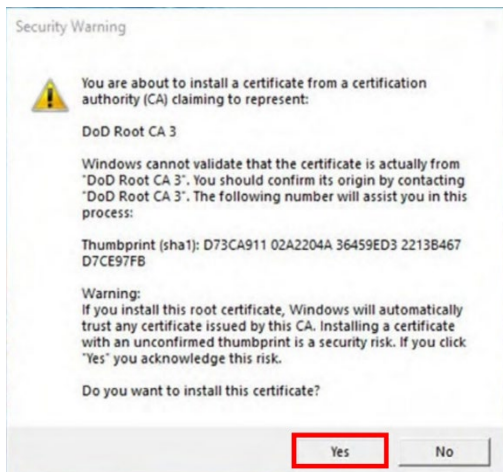 Security Warning
You are about to install a certificate from a certification
authority (CA) claiming to represent:
DoD Root CA 3
Windows cannot validate that the certificate is actually from
"DoD Root CA 3". You should confirm its origin by contacting
"DoD Root CA 3". The following number will assist you in this
process:
Thumbprint (sha1): D73CA911 02A2204A 36459ED3 2213B467
D7CE97FB
Warning:
If you install this root certificate, Windows will automatically
trust any certificate issued by this CA. Installing a certificate
with an unconfirmed thumbprint is a security risk. If you click
"Yes" you acknowledge this risk.
Do you want to install this certificate?
Yes No